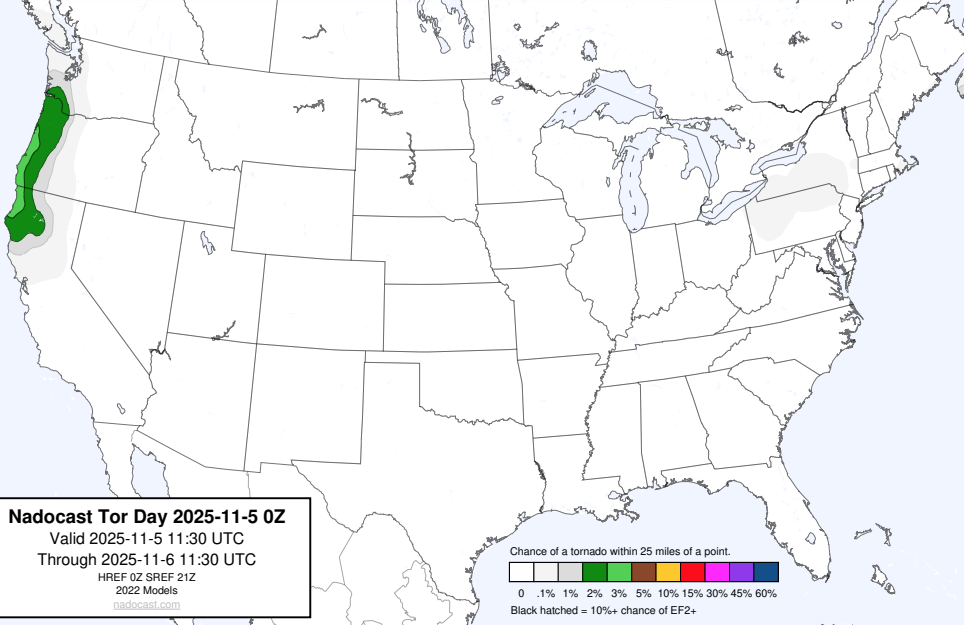 Nadocast Tor Day 2025-11-5 0Z
Valid 2025-11-5 11:30 UTC
Through 2025-11-6 11:30 UTC
HREF 0Z SREF 21Z
2022 Models
nadocast.com
Chance of a tornado within 25 miles of a point.
0 .1% 1% 2% 3% 5% 10% 15% 30% 45% 60%
Black hatched = 10%+ chance of EF2+